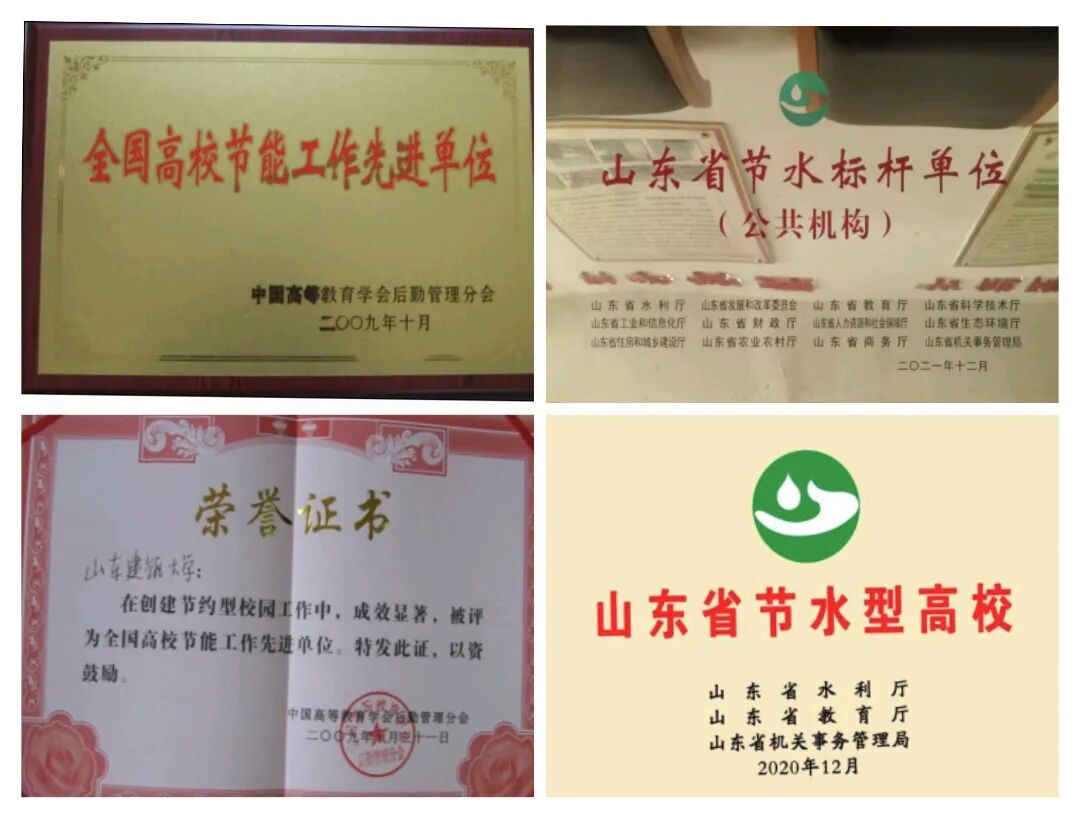 全国高校节能工作先进单位
中国高等教育学会后勤管理分会
二〇〇九年十月
山东省节水标杆单位
（公共机构）
山东省水利厅 山东省发展和改革委员会 山东省教育厅 山东省科学技术厅
山东省工业和信息化厅 山东省财政厅 山东省人力资源和社会保障厅 山东省生态环境厅
山东省住房和城乡建设厅 山东省农业农村厅 山东省商务厅 山东省机关事务管理局
二〇二一年十二月
荣誉证书
山东建筑大学：
在创建节约型校园工作中，成效显著，被评
为全国高校节能工作先进单位。特发此证，以资
鼓励。
中国高等教育学会后勤管理分会
二〇〇九年 月三十一日
山东省节水型高校
山东省水利厅
山东省教育厅
山东省机关事务管理局
2020年12月